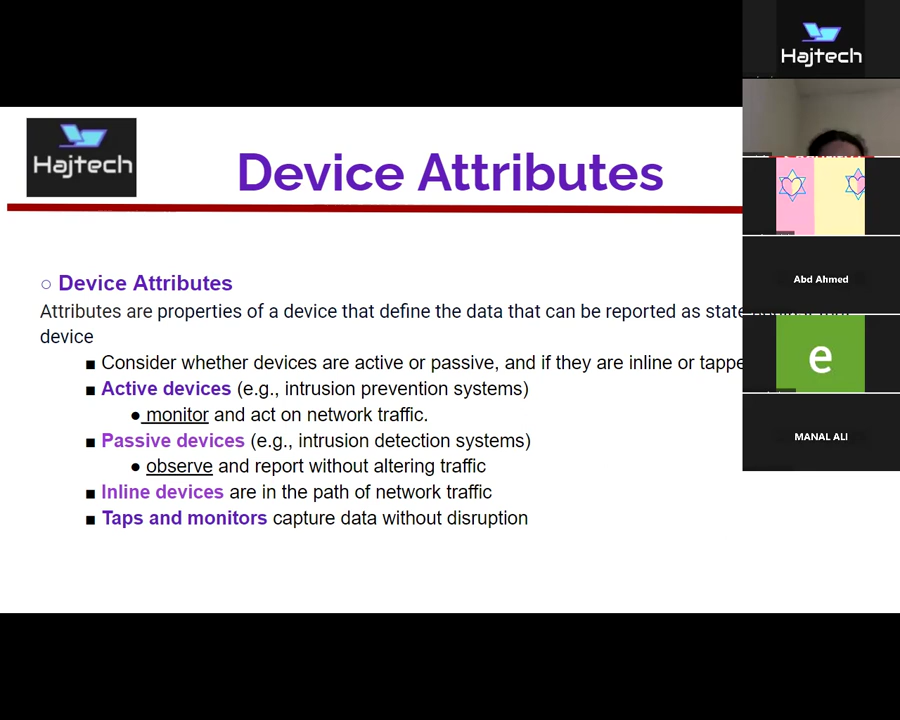 Hajtech
Hajtech
Device Attributes
○ Device Attributes
Attributes are properties of a device that define the data that can be reported as state
device
■ Consider whether devices are active or passive, and if they are inline or tappe
■ Active devices (e.g., intrusion prevention systems)
● monitor and act on network traffic.
■ Passive devices (e.g., intrusion detection systems)
● observe and report without altering traffic
■ Inline devices are in the path of network traffic
■ Taps and monitors capture data without disruption
Abd Ahmed
e
MANAL ALI